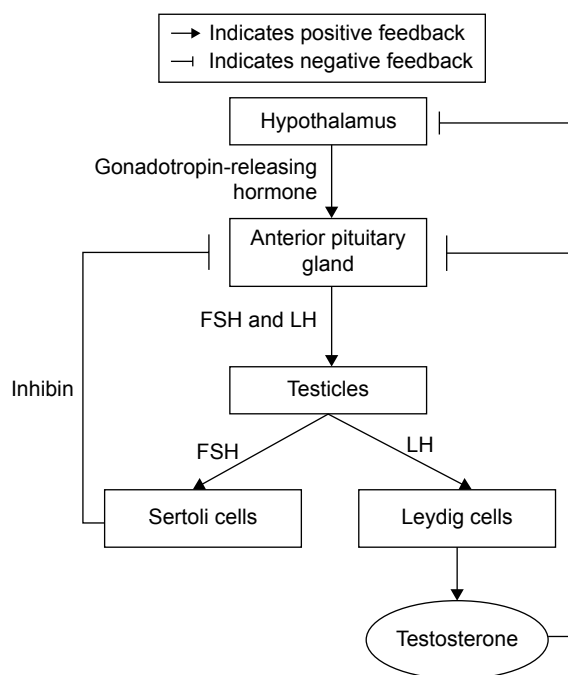 Indicates positive feedback
Indicates negative feedback
Hypothalamus
Gonadotropin-releasing
hormone
Anterior pituitary
gland
FSH and LH
Inhibin
Testicles
FSH
LH
Sertoli cells
Leydig cells
Testosterone